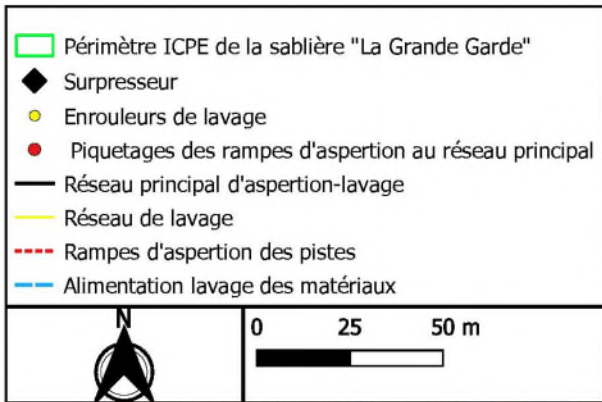 Périmètre ICPE de la sablière "La Grande Garde"
Surpresseur
Enrouleurs de lavage
Piquetages des rampes d'aspertion au réseau principal
Réseau principal d'aspertion-lavage
Réseau de lavage
Rampes d'aspertion des pistes
Alimentation lavage des matériaux
N
0 25 50 m